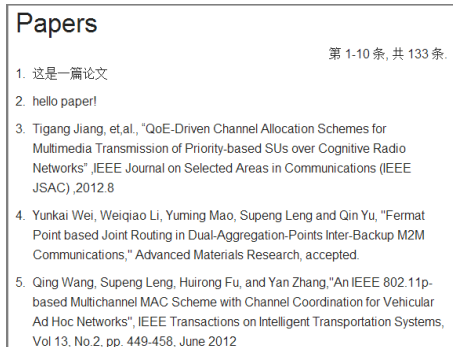 Papers
第 1-10 条, 共 133 条.
1. 这是一篇论文
2. hello paper!
3. Tigang Jiang, et,al., “QoE-Driven Channel Allocation Schemes for
Multimedia Transmission of Priority-based SUs over Cognitive Radio
Networks” ,IEEE Journal on Selected Areas in Communications (IEEE
JSAC) ,2012.8
4. Yunkai Wei, Weiqiao Li, Yuming Mao, Supeng Leng and Qin Yu, "Fermat
Point based Joint Routing in Dual-Aggregation-Points Inter-Backup M2M
Communications," Advanced Materials Research, accepted.
5. Qing Wang, Supeng Leng, Huirong Fu, and Yan Zhang,"An IEEE 802.11p-
based Multichannel MAC Scheme with Channel Coordination for Vehicular
Ad Hoc Networks", IEEE Transactions on Intelligent Transportation Systems,
Vol 13, No.2, pp. 449-458, June 2012